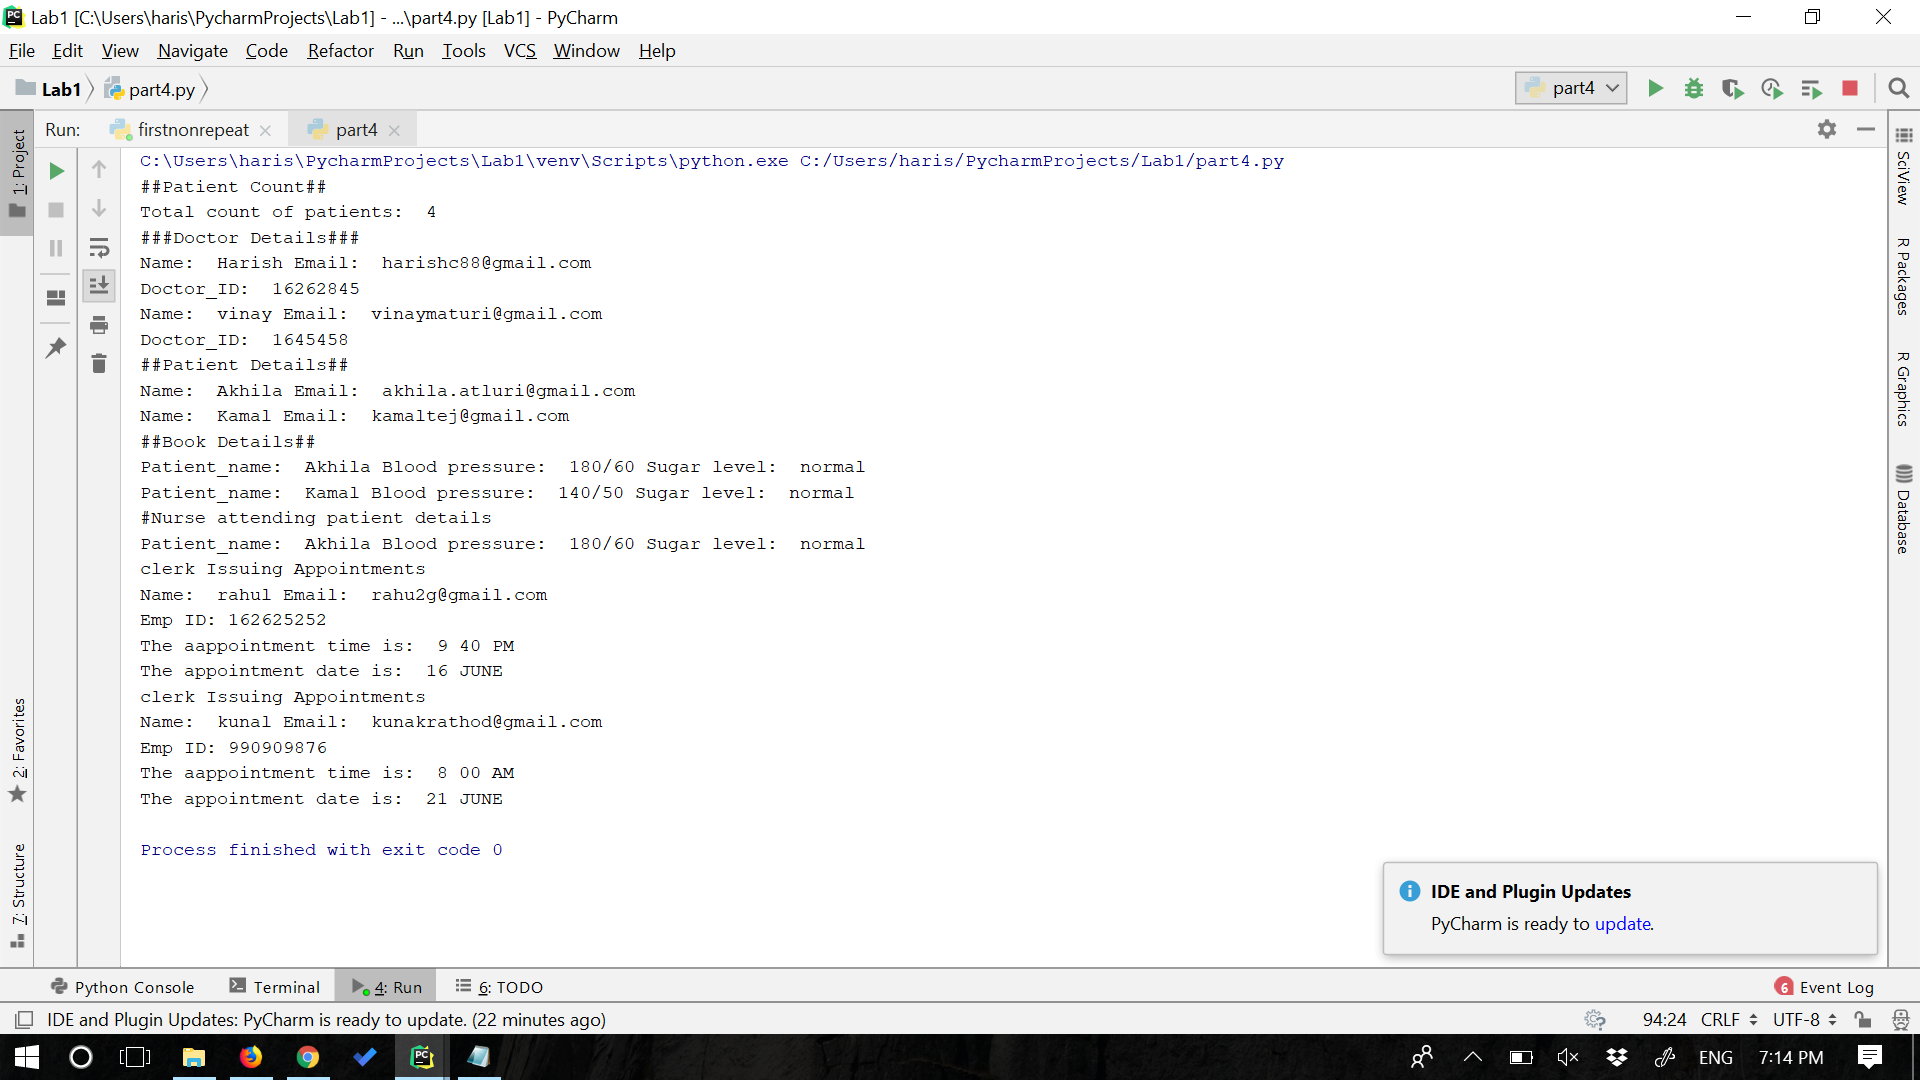 Lab1 [C:\Users\haris\PycharmProjects\Lab1] - ...\part4.py [Lab1] - PyCharm
File Edit View Navigate Code Refactor Run Tools VCS Window Help
Lab1 part4.py part4
Run: firstnonrepeat part4
C:\Users\haris\PycharmProjects\Lab1\venv\Scripts\python.exe C:/Users/haris/PycharmProjects/Lab1/part4.py
##Patient Count##
Total count of patients:  4
###Doctor Details###
Name:  Harish Email:  harishc88@gmail.com
Doctor_ID:  16262845
Name:  vinay Email:  vinaymaturi@gmail.com
Doctor_ID:  1645458
##Patient Details##
Name:  Akhila Email:  akhila.atluri@gmail.com
Name:  Kamal Email:  kamaltej@gmail.com
##Book Details##
Patient_name:  Akhila Blood pressure:  180/60 Sugar level:  normal
Patient_name:  Kamal Blood pressure:  140/50 Sugar level:  normal
#Nurse attending patient details
Patient_name:  Akhila Blood pressure:  180/60 Sugar level:  normal
clerk Issuing Appointments
Name:  rahul Email:  rahu2g@gmail.com
Emp ID: 162625252
The aappointment time is:  9 40 PM
The appointment date is:  16 JUNE
clerk Issuing Appointments
Name:  kunal Email:  kunakrathod@gmail.com
Emp ID: 990909876
The aappointment time is:  8 00 AM
The appointment date is:  21 JUNE
Process finished with exit code 0
1: Project
2: Favorites
7: Structure
SciView
R Packages
R Graphics
Database
IDE and Plugin Updates
PyCharm is ready to update.
Python Console Terminal 4: Run 6: TODO 6 Event Log
IDE and Plugin Updates: PyCharm is ready to update. (22 minutes ago) 94:24 CRLF UTF-8
PC ENG 7:14 PM